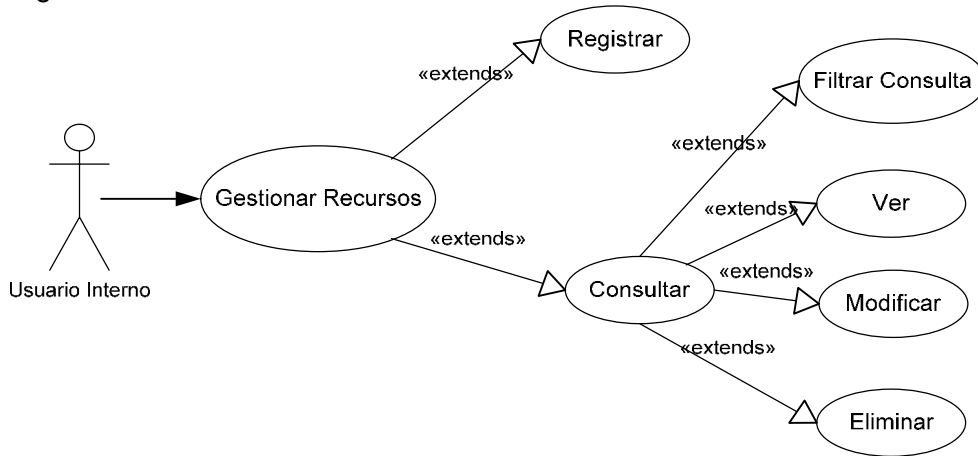 Registrar
«extends»
Filtrar Consulta
«extends»
Gestionar Recursos
Ver
«extends»
«extends»
Usuario Interno
Consultar
«extends»
Modificar
«extends»
Eliminar